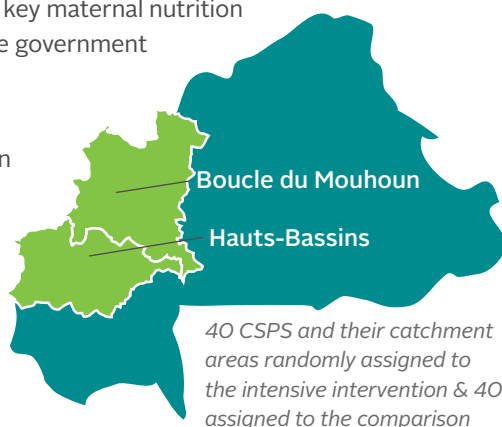 key maternal nutrition
e government
n
Boucle du Mouhoun
Hauts-Bassins
40 CSPS and their catchment
areas randomly assigned to
the intensive intervention & 40
assigned to the comparison